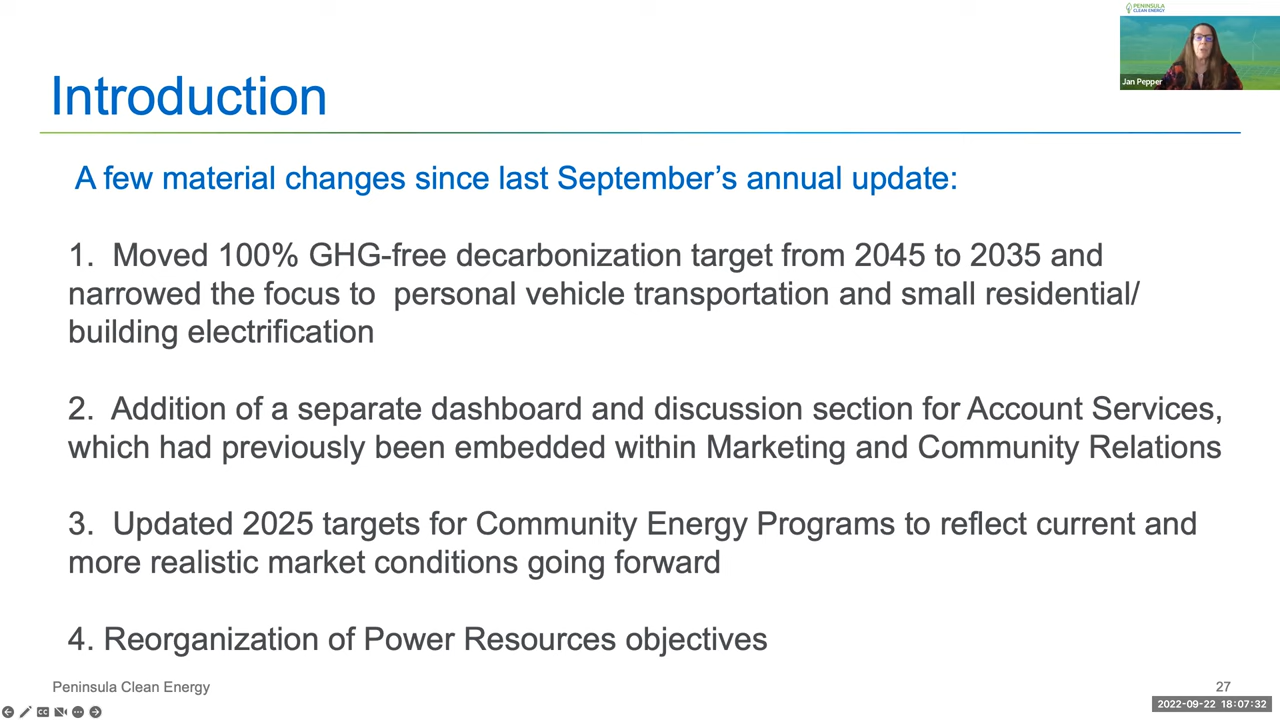 PENINSULA
CLEAN ENERGY
Jan Pepper
Introduction
A few material changes since last September’s annual update:
1.  Moved 100% GHG-free decarbonization target from 2045 to 2035 and
narrowed the focus to  personal vehicle transportation and small residential/
building electrification
2.  Addition of a separate dashboard and discussion section for Account Services,
which had previously been embedded within Marketing and Community Relations
3.  Updated 2025 targets for Community Energy Programs to reflect current and
more realistic market conditions going forward
4. Reorganization of Power Resources objectives
Peninsula Clean Energy
27
2022-09-22 18:07:32
CC